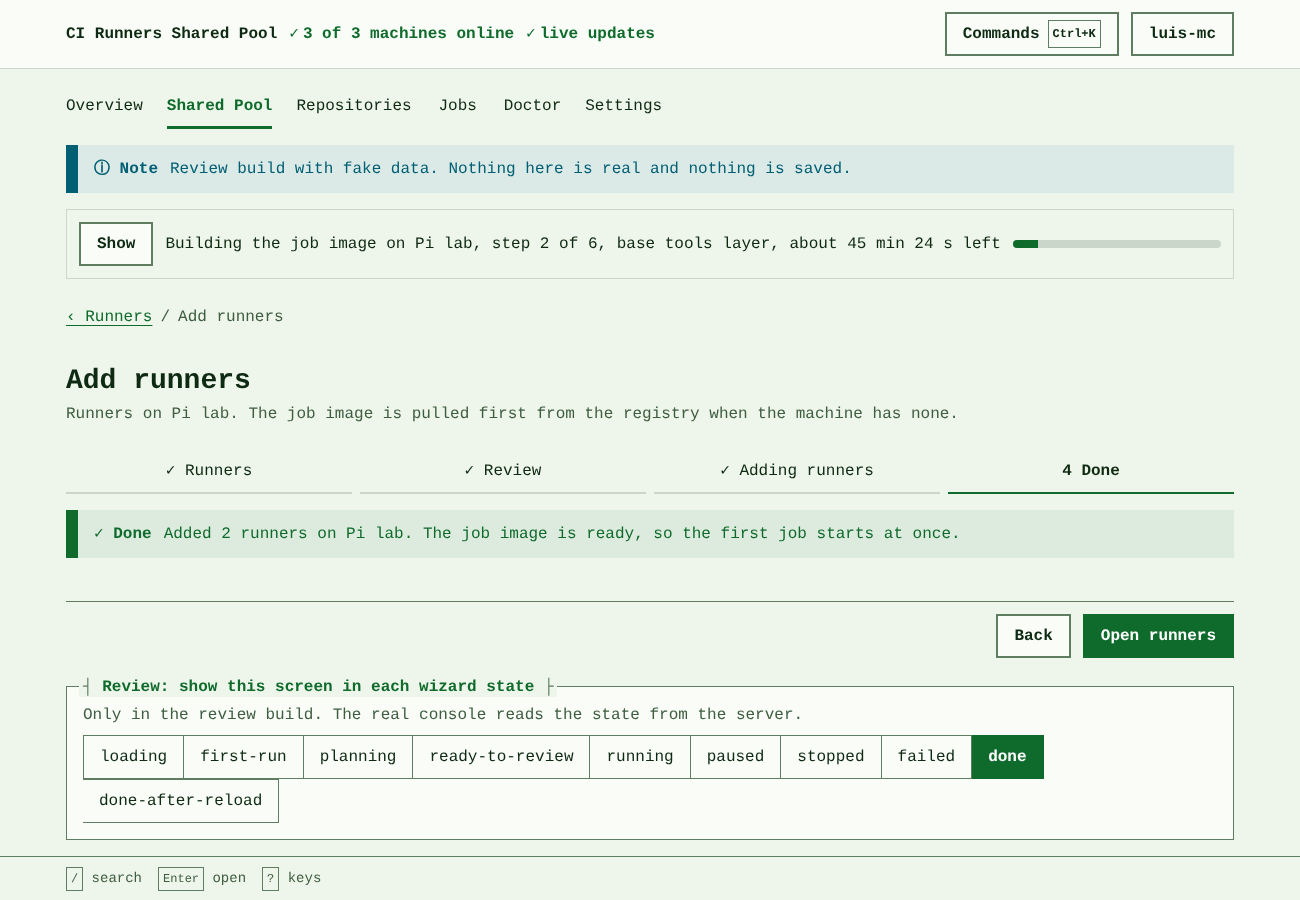 CI Runners Shared Pool ✓ 3 of 3 machines online ✓ live updates Commands Ctrl+K luis-mc
Overview Shared Pool Repositories Jobs Doctor Settings
ⓘ Note Review build with fake data. Nothing here is real and nothing is saved.
Show Building the job image on Pi lab, step 2 of 6, base tools layer, about 45 min 24 s left
‹ Runners / Add runners
Add runners
Runners on Pi lab. The job image is pulled first from the registry when the machine has none.
✓ Runners ✓ Review ✓ Adding runners 4 Done
✓ Done Added 2 runners on Pi lab. The job image is ready, so the first job starts at once.
Back Open runners
Review: show this screen in each wizard state
Only in the review build. The real console reads the state from the server.
loading first-run planning ready-to-review running paused stopped failed done
done-after-reload
/ search Enter open ? keys